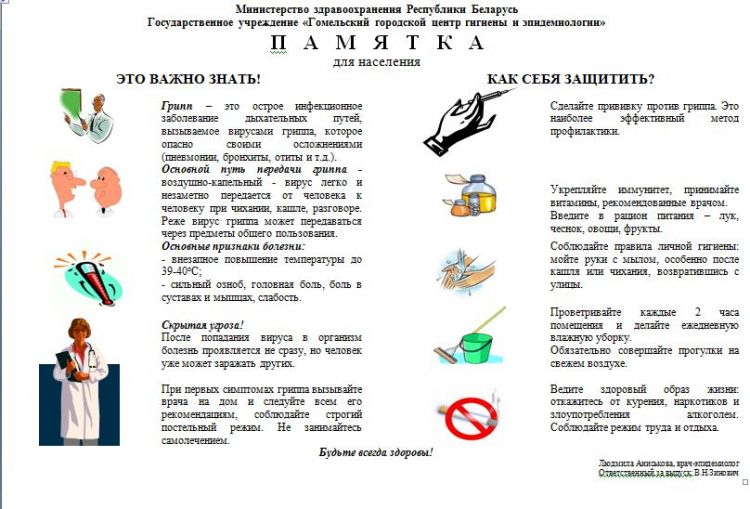 Министерство здравоохранения Республики Беларусь
Государственное учреждение «Гомельский городской центр гигиены и эпидемиологии»
П А М Я Т К А
для населения
ЭТО ВАЖНО ЗНАТЬ!
Грипп – это острое инфекционное
заболевание дыхательных путей,
вызываемое вирусами гриппа, которое
опасно своими осложнениями
(пневмонии, бронхиты, отиты и т.д.).
Основной путь передачи гриппа -
воздушно-капельный - вирус легко и
незаметно передается от человека к
человеку при чихании, кашле, разговоре.
Реже вирус гриппа может передаваться
через предметы общего пользования.
Основные признаки болезни:
- внезапное повышение температуры до
39-40ºС;
- сильный озноб, головная боль, боль в
суставах и мышцах, слабость.
Скрытая угроза!
После попадания вируса в организм
болезнь проявляется не сразу, но человек
уже может заражать других.
При первых симптомах гриппа вызывайте
врача на дом и следуйте всем его
рекомендациям, соблюдайте строгий
постельный режим. Не занимайтесь
самолечением.
КАК СЕБЯ ЗАЩИТИТЬ?
Сделайте прививку против гриппа. Это
наиболее эффективный метод
профилактики.
Укрепляйте иммунитет, принимайте
витамины, рекомендованные врачом.
Введите в рацион питания – лук,
чеснок, овощи, фрукты.
Соблюдайте правила личной гигиены:
мойте руки с мылом, особенно после
кашля или чихания, возвратившись с
улицы.
Проветривайте каждые 2 часа
помещения и делайте ежедневную
влажную уборку.
Обязательно совершайте прогулки на
свежем воздухе.
Ведите здоровый образ жизни:
откажитесь от курения, наркотиков и
злоупотребления алкоголем.
Соблюдайте режим труда и отдыха.
Будьте всегда здоровы!
Людмила Аниськова, врач-эпидемиолог
Ответственный за выпуск: В.Н.Зинович